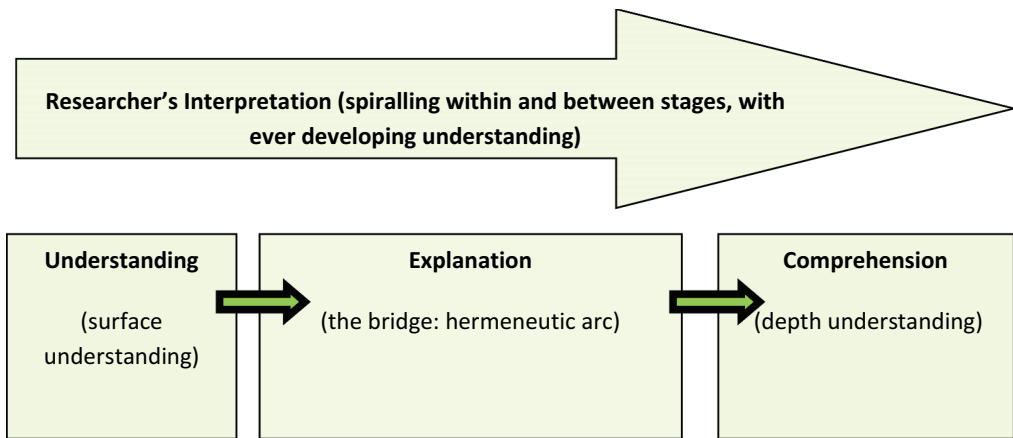 Researcher’s Interpretation (spiralling within and between stages, with
ever developing understanding)
Understanding
(surface
understanding)
Explanation
(the bridge: hermeneutic arc)
Comprehension
(depth understanding)